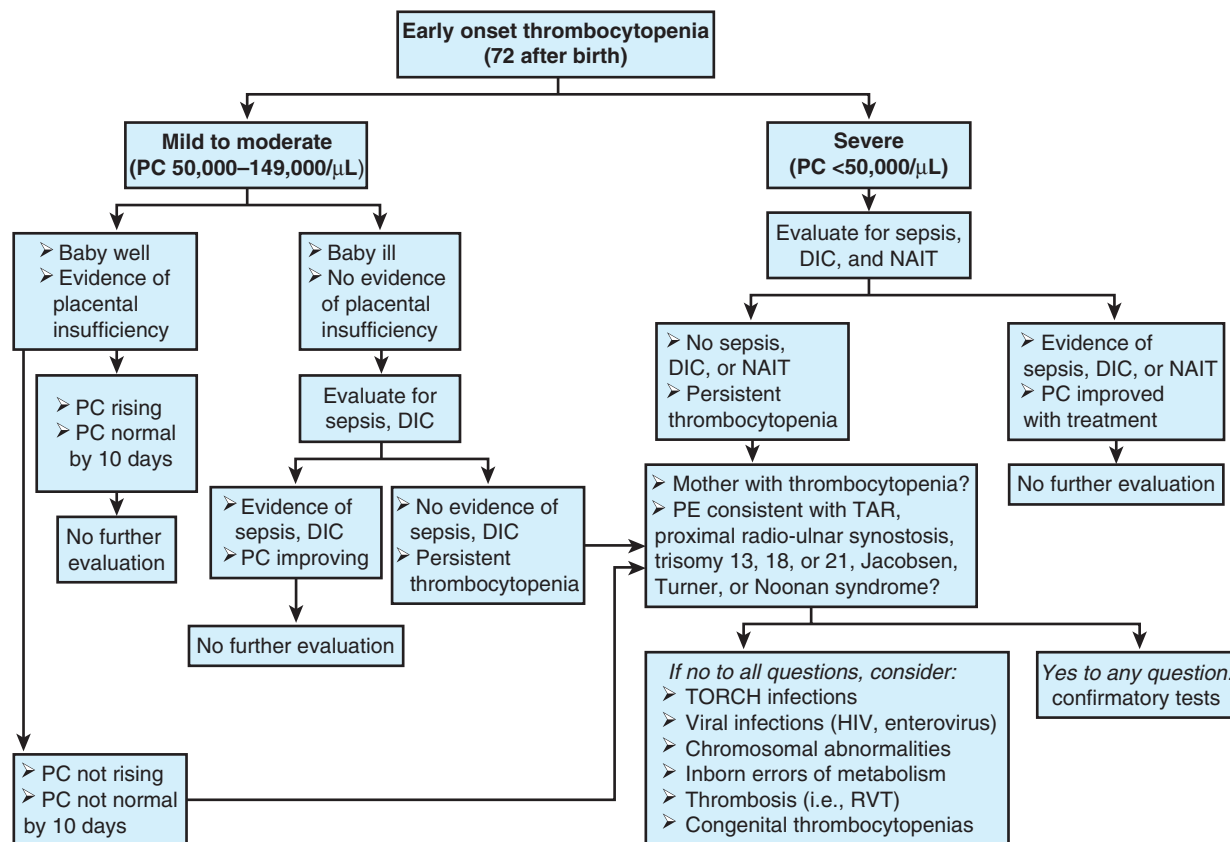 Early onset thrombocytopenia
(72 after birth)
Mild to moderate
(PC 50,000–149,000/μL)
Severe
(PC <50,000/μL)
➢ Baby well
➢ Evidence of
placental
insufficiency
➢ Baby ill
➢ No evidence
of placental
insufficiency
Evaluate for sepsis,
DIC, and NAIT
➢ PC rising
➢ PC normal
by 10 days
Evaluate for
sepsis, DIC
➢ No sepsis,
DIC, or NAIT
➢ Persistent
thrombocytopenia
➢ Evidence of
sepsis, DIC, or NAIT
➢ PC improved
with treatment
No further
evaluation
➢ Evidence of
sepsis, DIC
➢ PC improving
➢ No evidence of
sepsis, DIC
➢ Persistent
thrombocytopenia
➢ Mother with thrombocytopenia?
➢ PE consistent with TAR,
proximal radio-ulnar synostosis,
trisomy 13, 18, or 21, Jacobsen,
Turner, or Noonan syndrome?
No further evaluation
No further evaluation
If no to all questions, consider:
➢ TORCH infections
➢ Viral infections (HIV, enterovirus)
➢ Chromosomal abnormalities
➢ Inborn errors of metabolism
➢ Thrombosis (i.e., RVT)
➢ Congenital thrombocytopenias
Yes to any question:
confirmatory tests
➢ PC not rising
➢ PC not normal
by 10 days